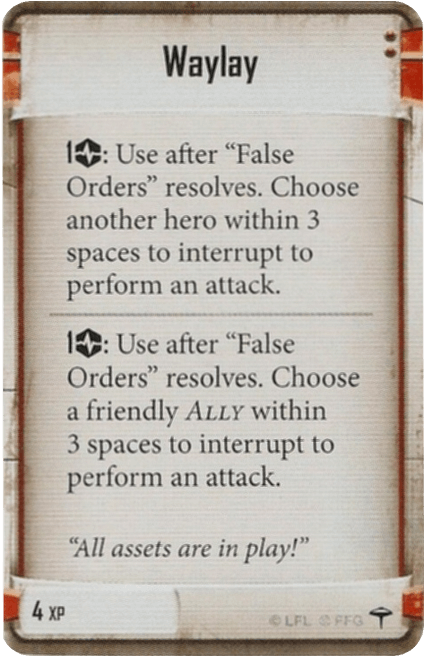 Waylay
1: Use after “False
Orders” resolves. Choose
another hero within 3
spaces to interrupt to
perform an attack.
1: Use after “False
Orders” resolves. Choose
a friendly ALLY within
3 spaces to interrupt to
perform an attack.
“All assets are in play!”
4 XP
© LFL © FFG